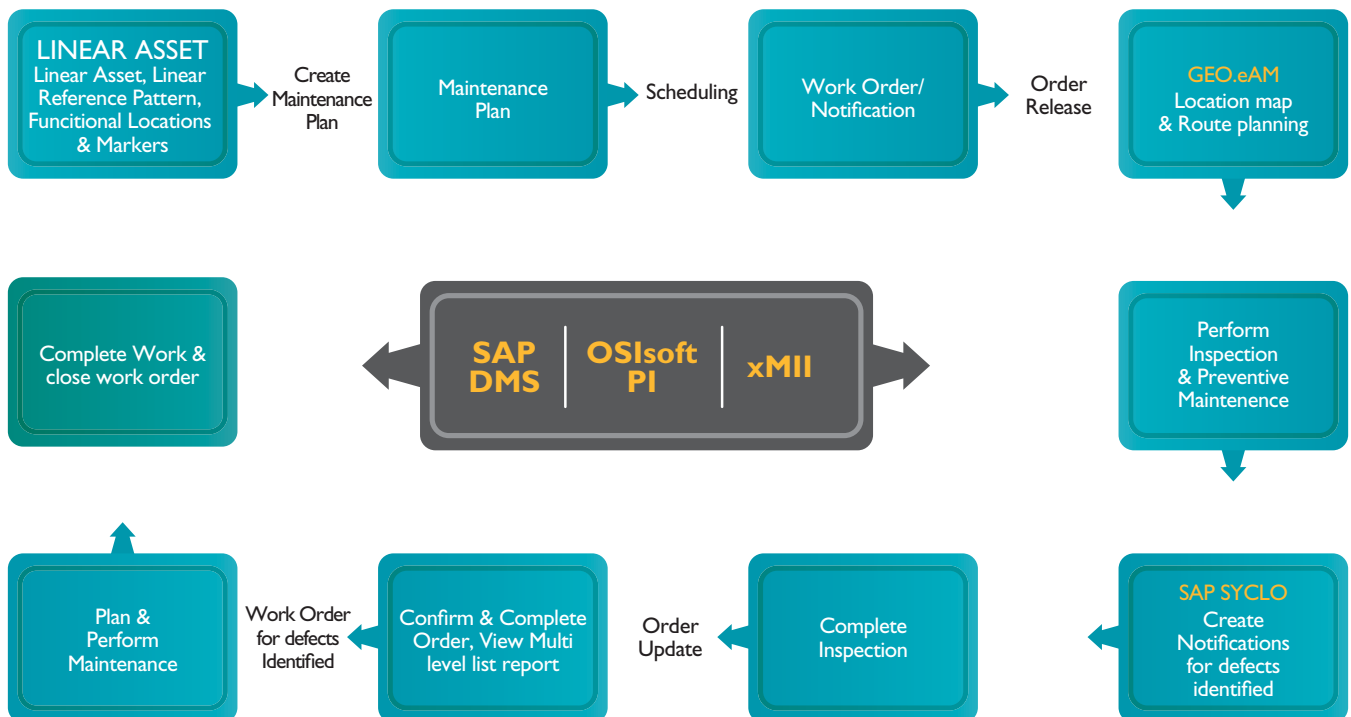 LINEAR ASSET
Linear Asset, Linear
Reference Pattern,
Funcitional Locations
& Markers
Create
Maintenance
Plan
Maintenance
Plan
Scheduling
Work Order/
Notification
Order
Release
GEO.eAM
Location map
& Route planning
Complete Work &
close work order
SAP
DMS
OSIsoft
PI
xMII
Perform
Inspection
& Preventive
Maintenence
Plan &
Perform
Maintenance
Work Order
for defects
Identified
Confirm & Complete
Order, View Multi
level list report
Order
Update
Complete
Inspection
SAP SYCLO
Create
Notifications
for defects
identified